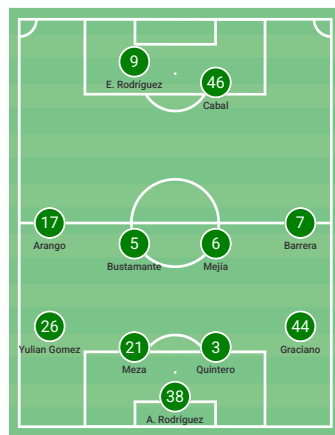 9
E. Rodríguez
46
Cabal
17
Arango
7
Barrera
5
Bustamante
6
Mejía
26
Yulian Gomez
44
Graciano
21
Meza
3
Quintero
38
A. Rodríguez